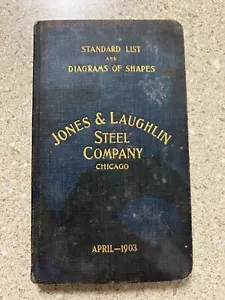 STANDARD LIST
AND
DIAGRAMS OF SHAPES
JONES & LAUGHLIN
STEEL
COMPANY
CHICAGO
APRIL-1903